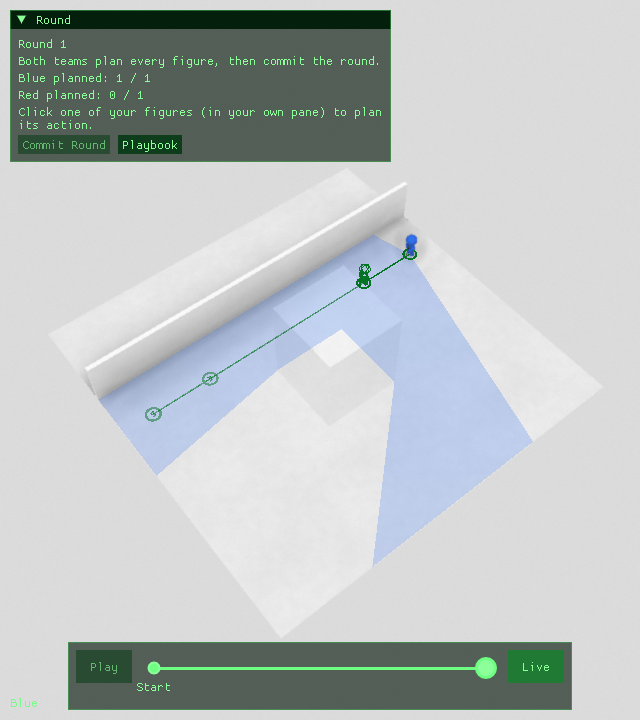 Round
Round 1
Both teams plan every figure, then commit the round.
Blue planned: 1 / 1
Red planned: 0 / 1
Click one of your figures (in your own pane) to plan
its action.
Commit Round Playbook
Play
Start
Live
Blue